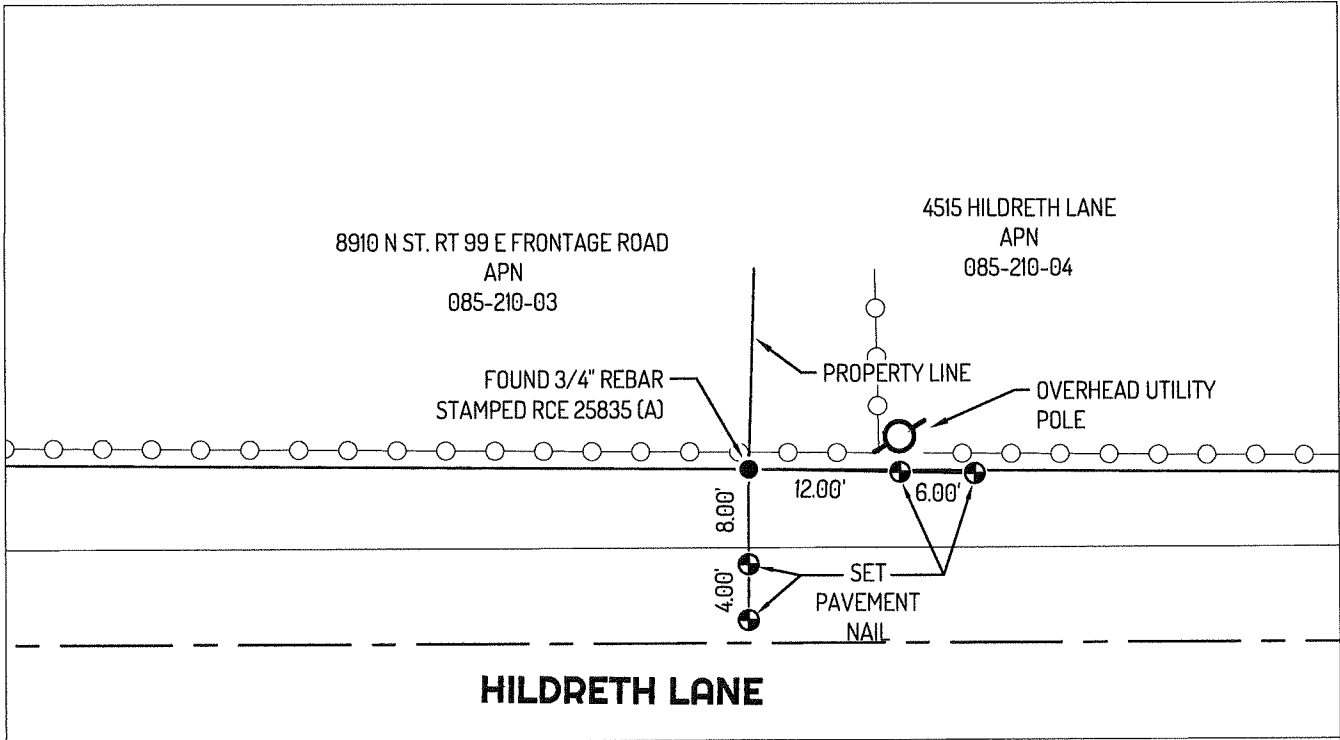 8910 N ST. RT 99 E FRONTAGE ROAD
APN
085-210-03
4515 HILDRETH LANE
APN
085-210-04
FOUND 3/4" REBAR
STAMPED RCE 25835 (A)
PROPERTY LINE
OVERHEAD UTILITY
POLE
12.00'
6.00'
8.00'
4.00'
SET
PAVEMENT
NAIL
HILDRETH LANE